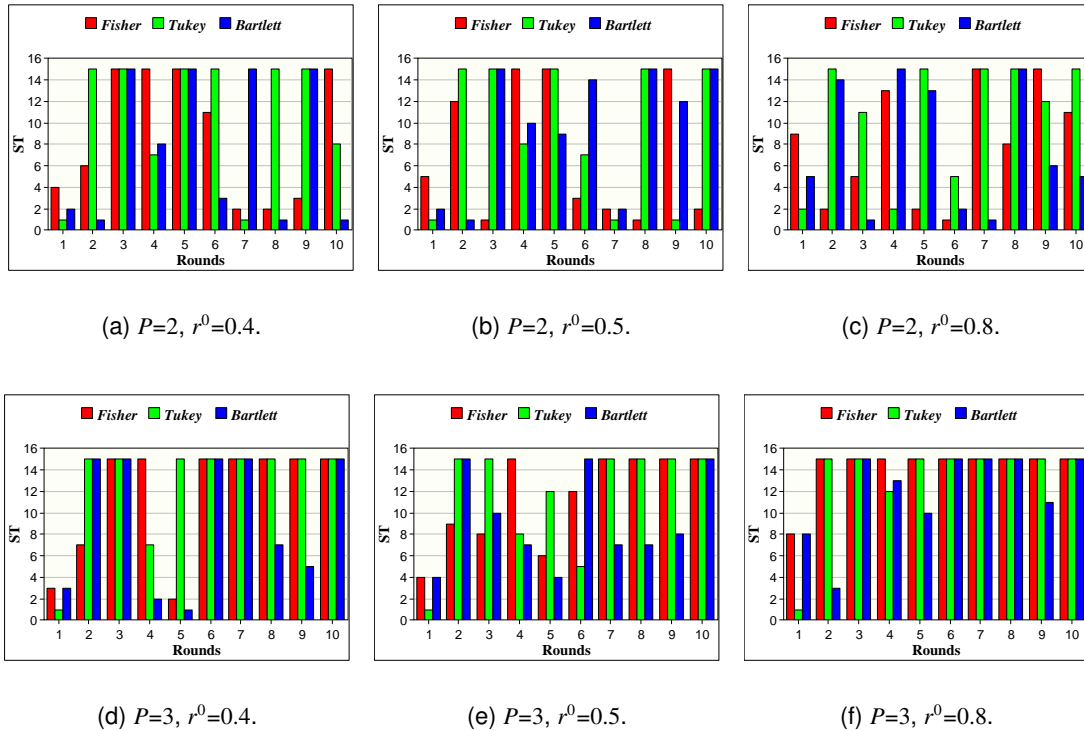 Fisher Tukey Bartlett
16
14
12
10
8
6
4
2
0
ST
1 2 3 4 5 6 7 8 9 10
Rounds
(a) P=2, r⁰=0.4.
Fisher Tukey Bartlett
16
14
12
10
8
6
4
2
0
ST
1 2 3 4 5 6 7 8 9 10
Rounds
(b) P=2, r⁰=0.5.
Fisher Tukey Bartlett
16
14
12
10
8
6
4
2
0
ST
1 2 3 4 5 6 7 8 9 10
Rounds
(c) P=2, r⁰=0.8.
Fisher Tukey Bartlett
16
14
12
10
8
6
4
2
0
ST
1 2 3 4 5 6 7 8 9 10
Rounds
(d) P=3, r⁰=0.4.
Fisher Tukey Bartlett
16
14
12
10
8
6
4
2
0
ST
1 2 3 4 5 6 7 8 9 10
Rounds
(e) P=3, r⁰=0.5.
Fisher Tukey Bartlett
16
14
12
10
8
6
4
2
0
ST
1 2 3 4 5 6 7 8 9 10
Rounds
(f) P=3, r⁰=0.8.